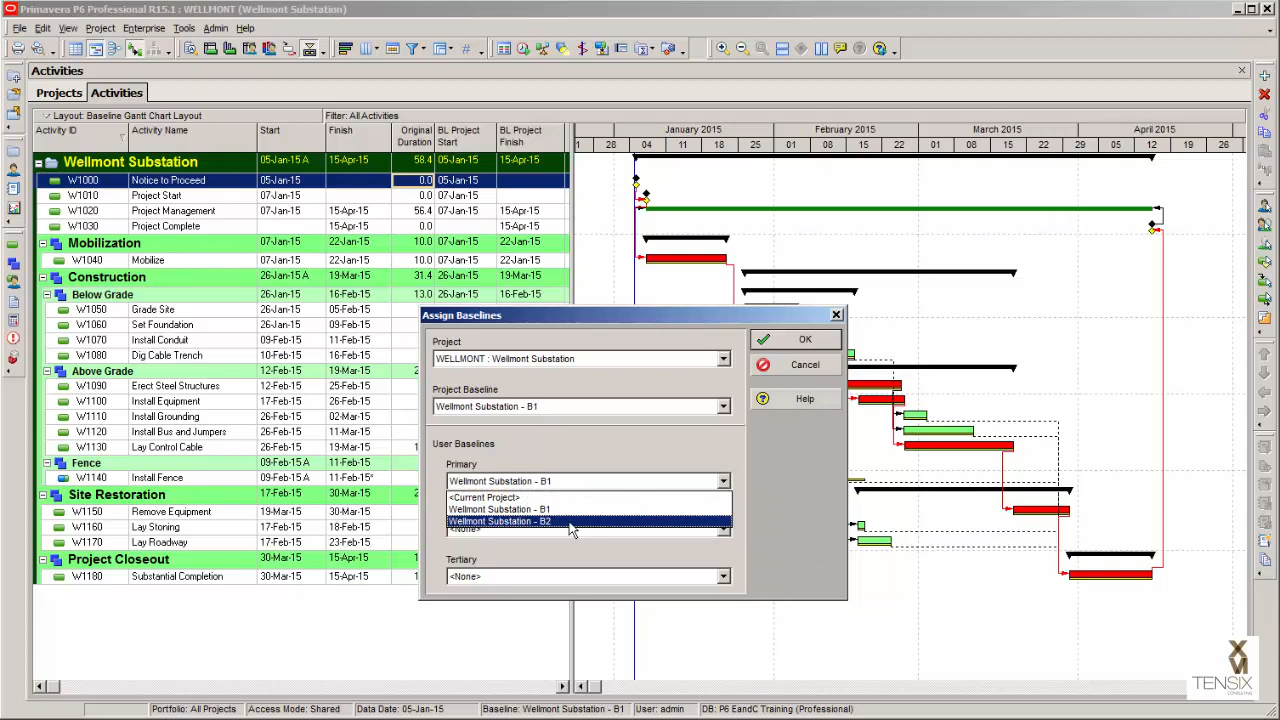 Primavera P6 Professional R15.1 : WELLMONT (Wellmont Substation)
File Edit View Project Enterprise Tools Admin Help
Activities
Projects Activities
Layout: Baseline Gantt Chart Layout Filter: All Activities
Activity ID Activity Name Start Finish Original Duration BL Project Start BL Project Finish
January 2015 February 2015 March 2015 April 2015
28 04 11 18 25 01 08 15 22 01 08 15 22 29 05 12 19 26
Wellmont Substation 05-Jan-15 A 15-Apr-15 58.4 05-Jan-15 15-Apr-15
W1000 Notice to Proceed 05-Jan-15 0.0 05-Jan-15
W1010 Project Start 07-Jan-15 0.0 07-Jan-15
W1020 Project Management 07-Jan-15 15-Apr-15 56.4 07-Jan-15 15-Apr-15
W1030 Project Complete 15-Apr-15 0.0 15-Apr-15
Mobilization 07-Jan-15 22-Jan-15 10.0 07-Jan-15 22-Jan-15
W1040 Mobilize 07-Jan-15 22-Jan-15 10.0 07-Jan-15 22-Jan-15
Construction 26-Jan-15 A 19-Mar-15 31.4 26-Jan-15 19-Mar-15
Below Grade 26-Jan-15 16-Feb-15 13.0 26-Jan-15 16-Feb-15
W1050 Grade Site 26-Jan-15 05-Feb-15
W1060 Set Foundation 26-Jan-15 10-Feb-15
W1070 Install Conduit 09-Feb-15 11-Feb-15
W1080 Dig Cable Trench 10-Feb-15 16-Feb-15
Above Grade 12-Feb-15 19-Mar-15
W1090 Erect Steel Structures 12-Feb-15 26-Feb-15
W1100 Install Equipment 18-Feb-15 26-Feb-15
W1110 Install Grounding 26-Feb-15 02-Mar-15
W1120 Install Bus and Jumpers 26-Feb-15 11-Mar-15
W1130 Lay Control Cable 26-Feb-15 19-Mar-15
Fence 09-Feb-15 A 11-Feb-15
W1140 Install Fence 09-Feb-15 A 11-Feb-15*
Site Restoration 17-Feb-15 30-Mar-15
W1150 Remove Equipment 19-Mar-15 30-Mar-15
W1160 Lay Stoning 17-Feb-15 18-Feb-15
W1170 Lay Roadway 17-Feb-15 23-Feb-15
Project Closeout 30-Mar-15 15-Apr-15
W1180 Substantial Completion 30-Mar-15 15-Apr-15
Assign Baselines
Project
WELLMONT : Wellmont Substation
Project Baseline
Wellmont Substation - B1
User Baselines
Primary
Wellmont Substation - B1
<Current Project>
Wellmont Substation - B1
Wellmont Substation - B2
<None>
Tertiary
<None>
OK
Cancel
Help
XVI
TENSIX
CONSULTING
Portfolio: All Projects Access Mode: Shared Data Date: 05-Jan-15 Baseline: Wellmont Substation - B1 User: admin DB: P6 EandC Training (Professional)